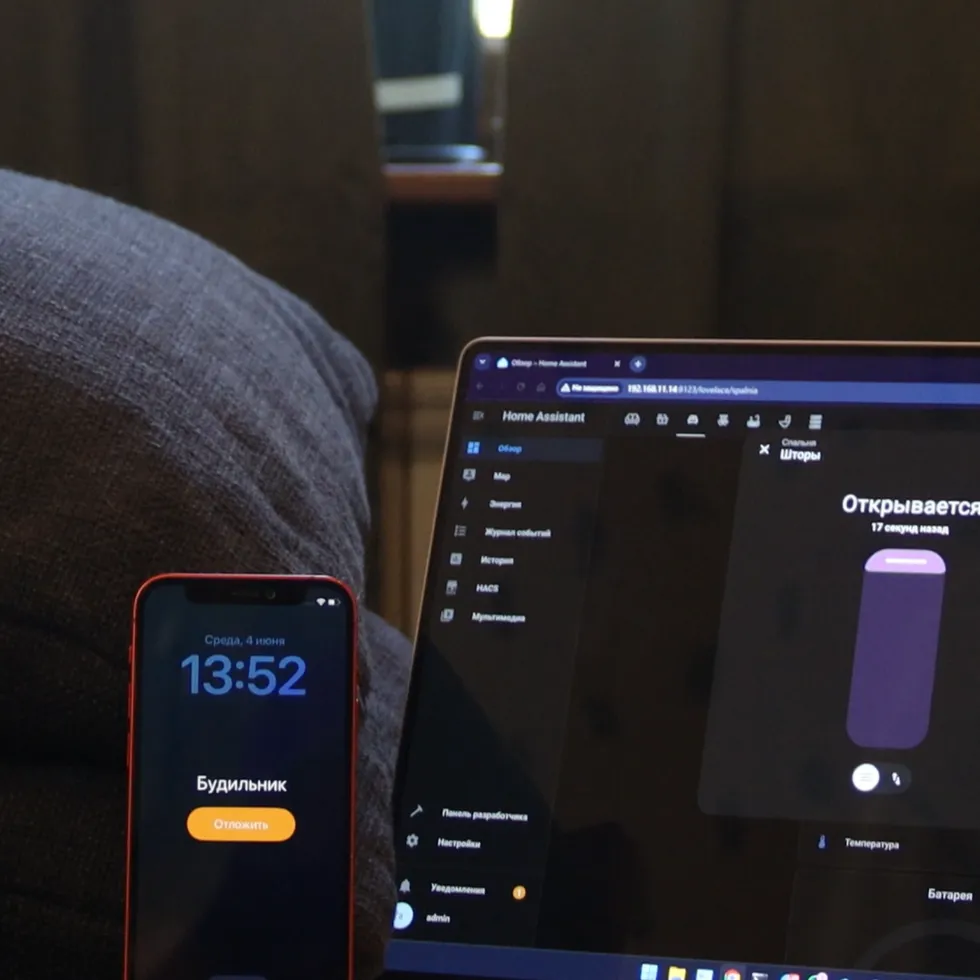 Обзор – Home Assistant
Не защищено 192.168.11.14:8123/lovelace/spalnia
Home Assistant
Обзор
Map
Энергия
Журнал событий
История
HACS
Мультимедиа
Панель разработчика
Настройки
Уведомления 1
admin
Спальня
Шторы
Открывается
17 секунд назад
Температура
Батарея
Среда, 4 июня
13:52
Будильник
Отложить